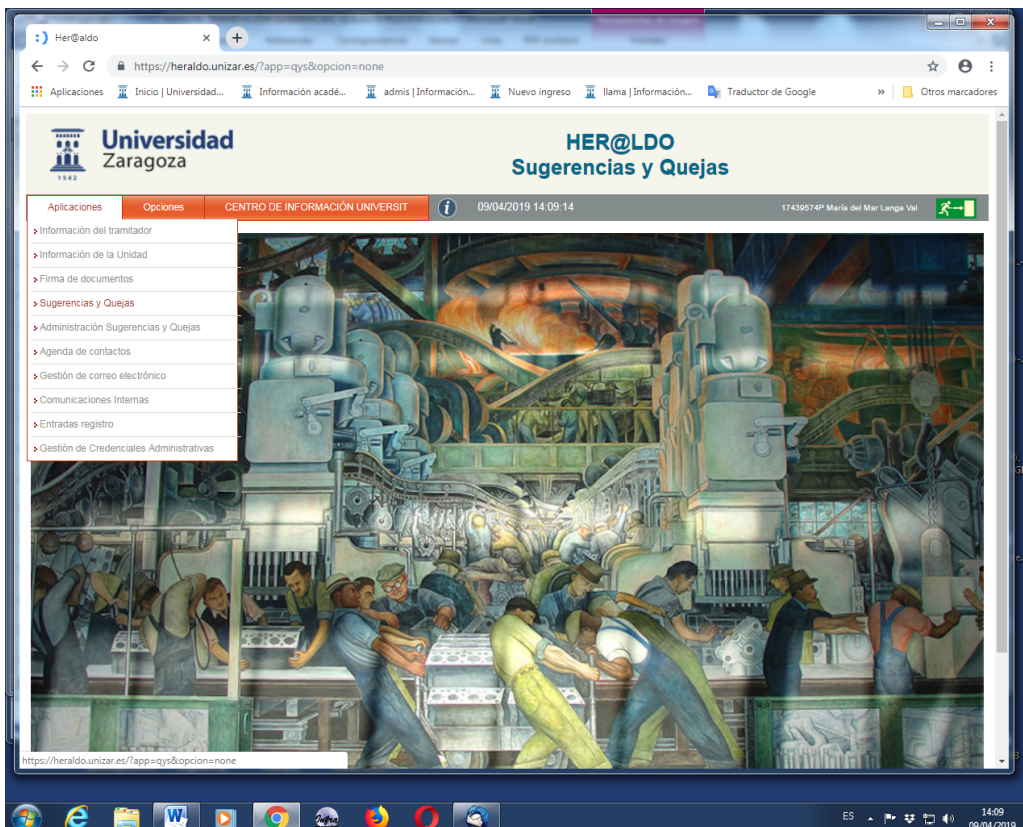 Her@aldo
https://heraldo.unizar.es/?app=qys&opcion=none
Aplicaciones
Inicio | Universidad...
Información acadé...
admis | Información...
Nuevo ingreso
llama | Información...
Traductor de Google
»
Otros marcadores
Universidad
Zaragoza
1542
HER@LDO
Sugerencias y Quejas
Aplicaciones
Opciones
CENTRO DE INFORMACIÓN UNIVERSIT
09/04/2019 14:09:14
17439574P María del Mar Langa Val
Información del tramitador
Información de la Unidad
Firma de documentos
Sugerencias y Quejas
Administración Sugerencias y Quejas
Agenda de contactos
Gestión de correo electrónico
Comunicaciones Internas
Entradas registro
Gestión de Credenciales Administrativas
https://heraldo.unizar.es/?app=qys&opcion=none
ES
14:09
09/04/2019